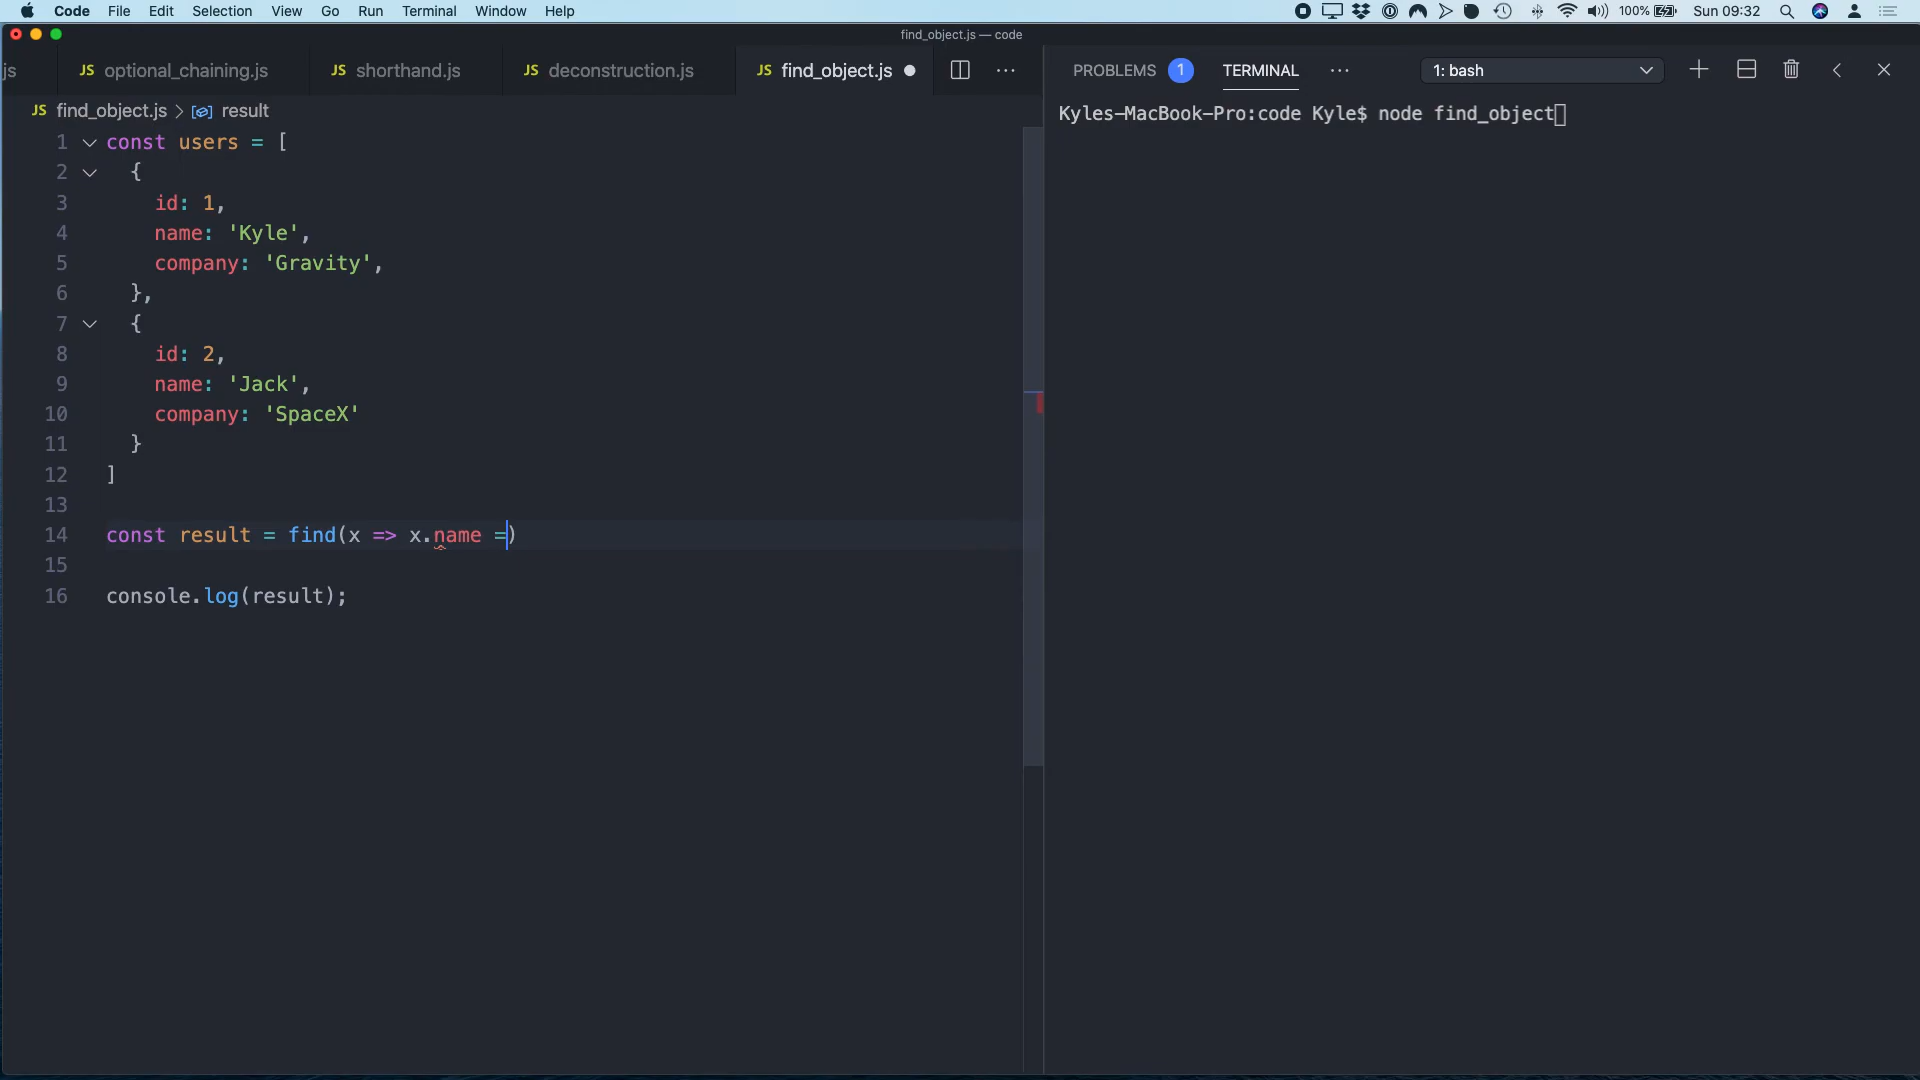 Code File Edit Selection View Go Run Terminal Window Help 100% Sun 09:32
find_object.js — code
js JS optional_chaining.js JS shorthand.js JS deconstruction.js JS find_object.js ● ··· PROBLEMS 1 TERMINAL ··· 1: bash
JS find_object.js > result
Kyles-MacBook-Pro:code Kyle$ node find_object
1 const users = [
2 {
3 id: 1,
4 name: 'Kyle',
5 company: 'Gravity',
6 },
7 {
8 id: 2,
9 name: 'Jack',
10 company: 'SpaceX'
11 }
12 ]
13
14 const result = find(x => x.name =)
15
16 console.log(result);